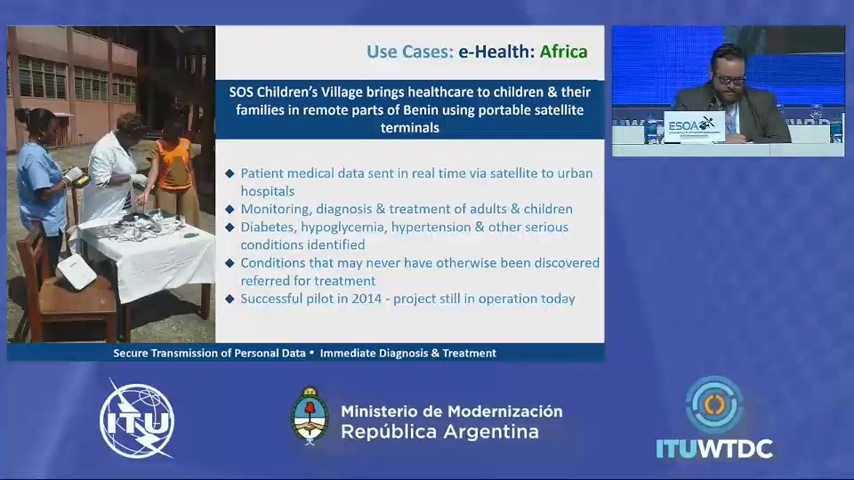 Use Cases: e-Health: Africa
SOS Children's Village brings healthcare to children & their
families in remote parts of Benin using portable satellite
terminals
◆ Patient medical data sent in real time via satellite to urban
hospitals
◆ Monitoring, diagnosis & treatment of adults & children
◆ Diabetes, hypoglycemia, hypertension & other serious
conditions identified
◆ Conditions that may never have otherwise been discovered
referred for treatment
◆ Successful pilot in 2014 - project still in operation today
Secure Transmission of Personal Data • Immediate Diagnosis & Treatment
ESOA
ITU
Ministerio de Modernización
República Argentina
ITUWTDC